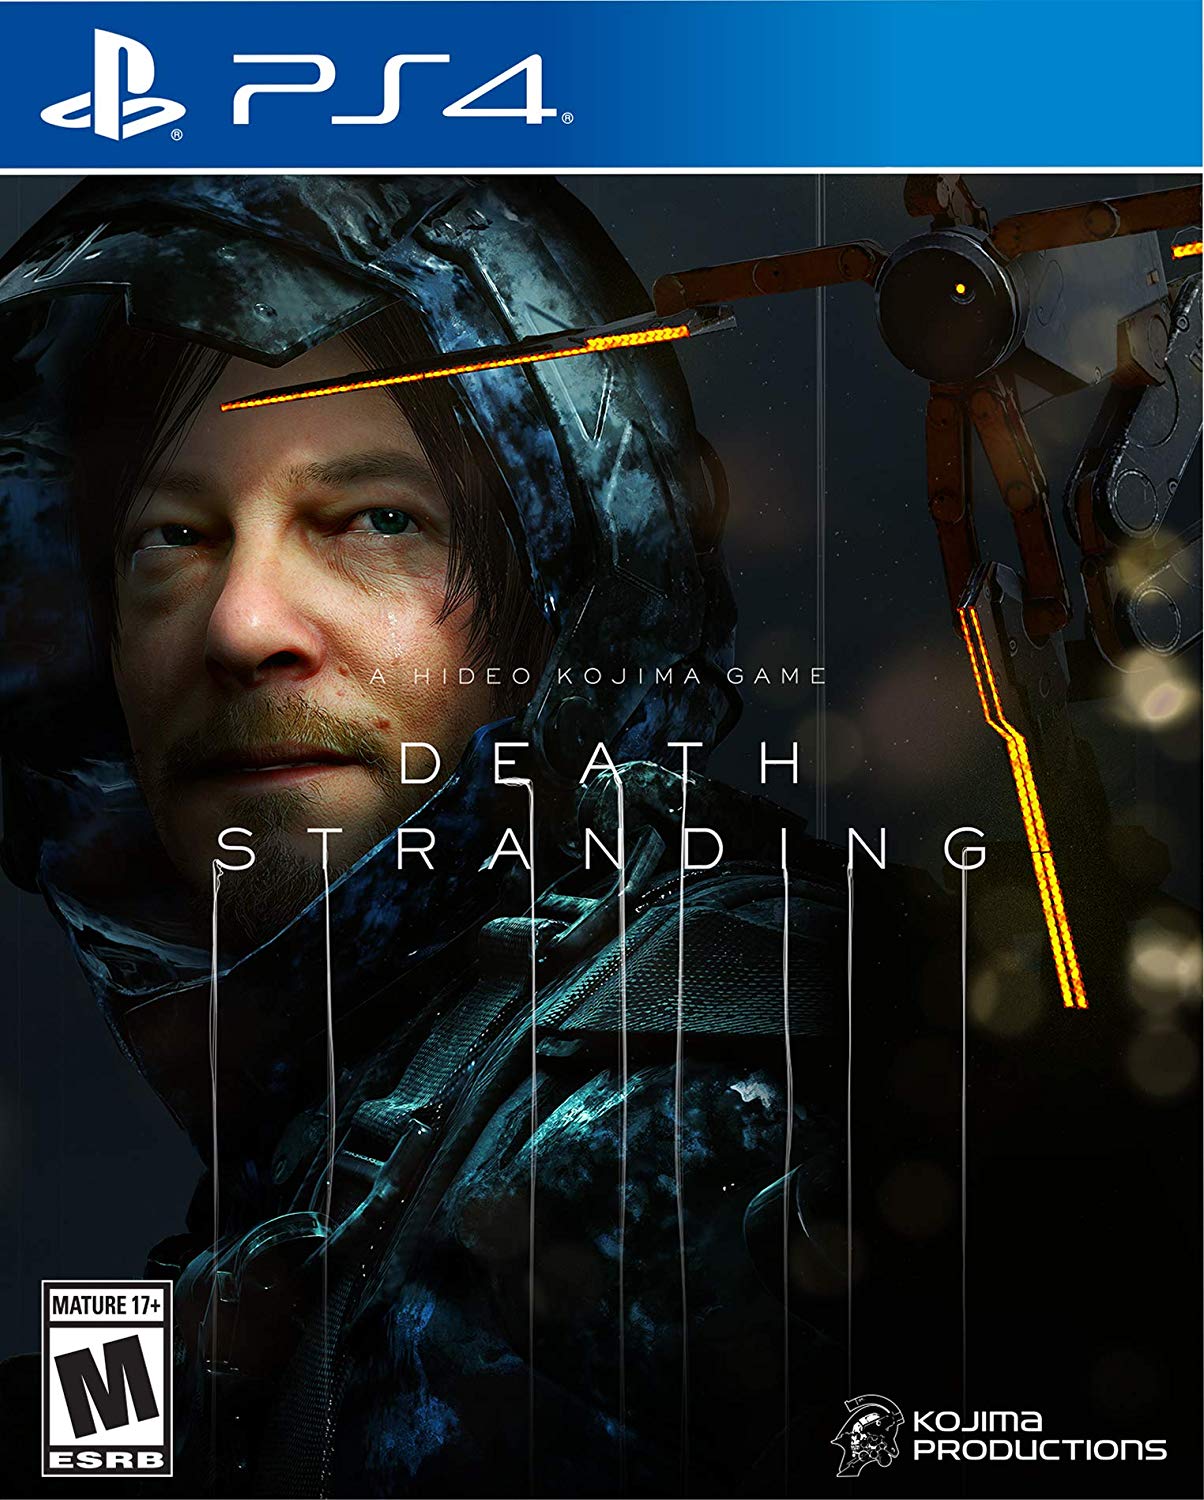 PS4
A HIDEO KOJIMA GAME
DEATH
STRANDING
MATURE 17+
M
ESRB
KOJIMA
PRODUCTIONS